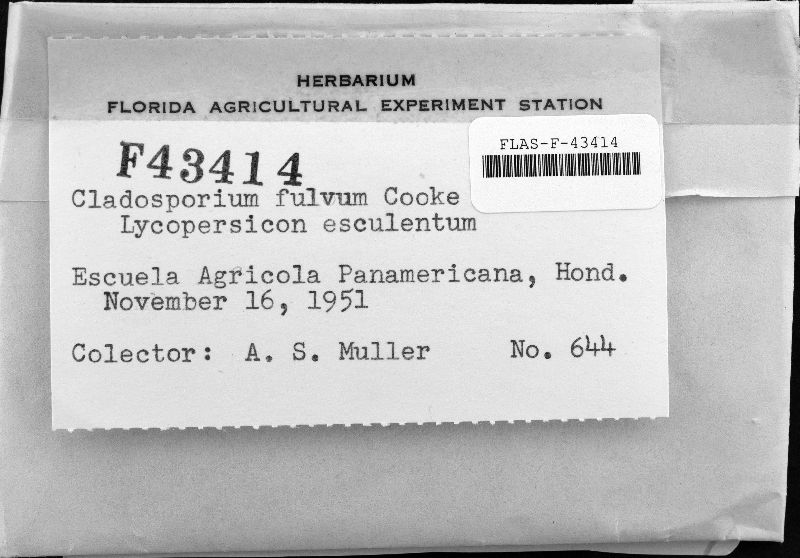 HERBARIUM
FLORIDA AGRICULTURAL EXPERIMENT STATION
F43414
FLAS-F-43414
Cladosporium fulvum Cooke
Lycopersicon esculentum
Escuela Agricola Panamericana, Hond.
November 16, 1951
Colector: A. S. Muller No. 644